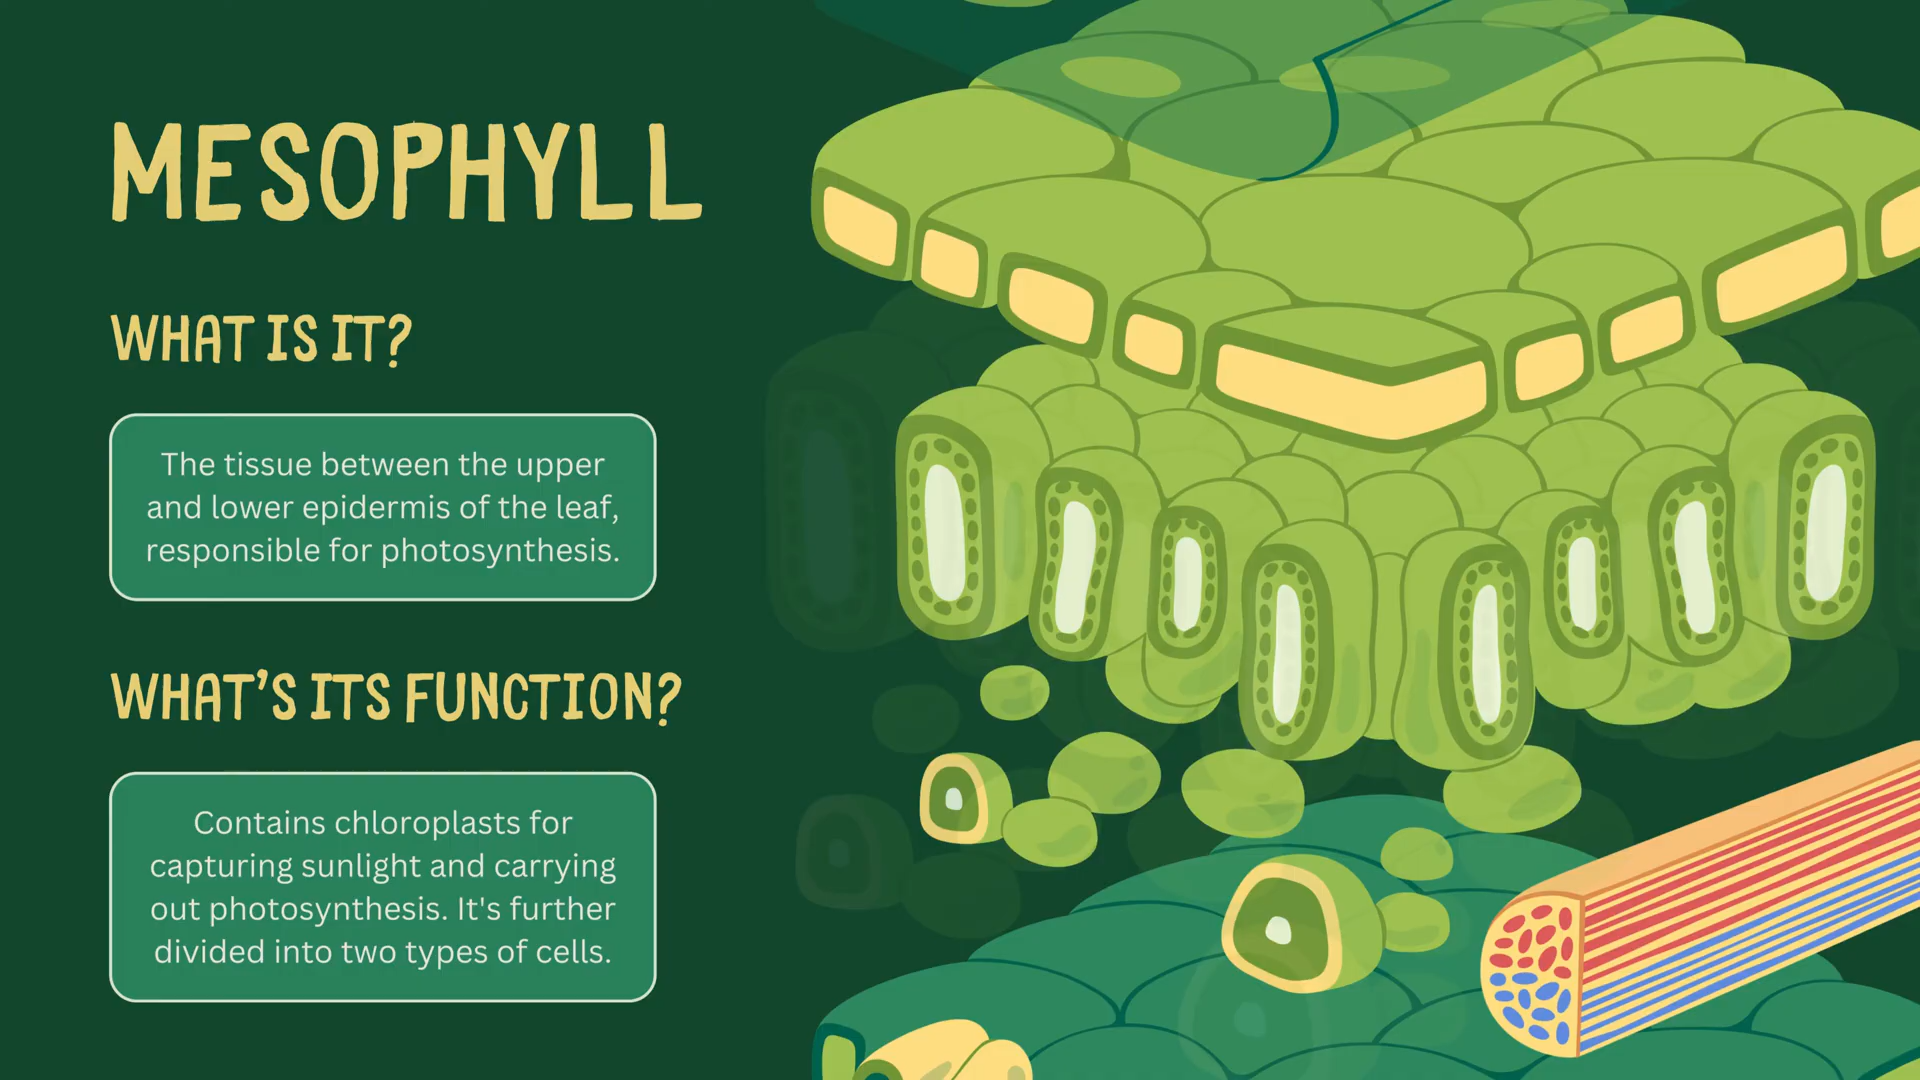 MESOPHYLL
WHAT IS IT?
The tissue between the upper
and lower epidermis of the leaf,
responsible for photosynthesis.
WHAT'S ITS FUNCTION?
Contains chloroplasts for
capturing sunlight and carrying
out photosynthesis. It's further
divided into two types of cells.